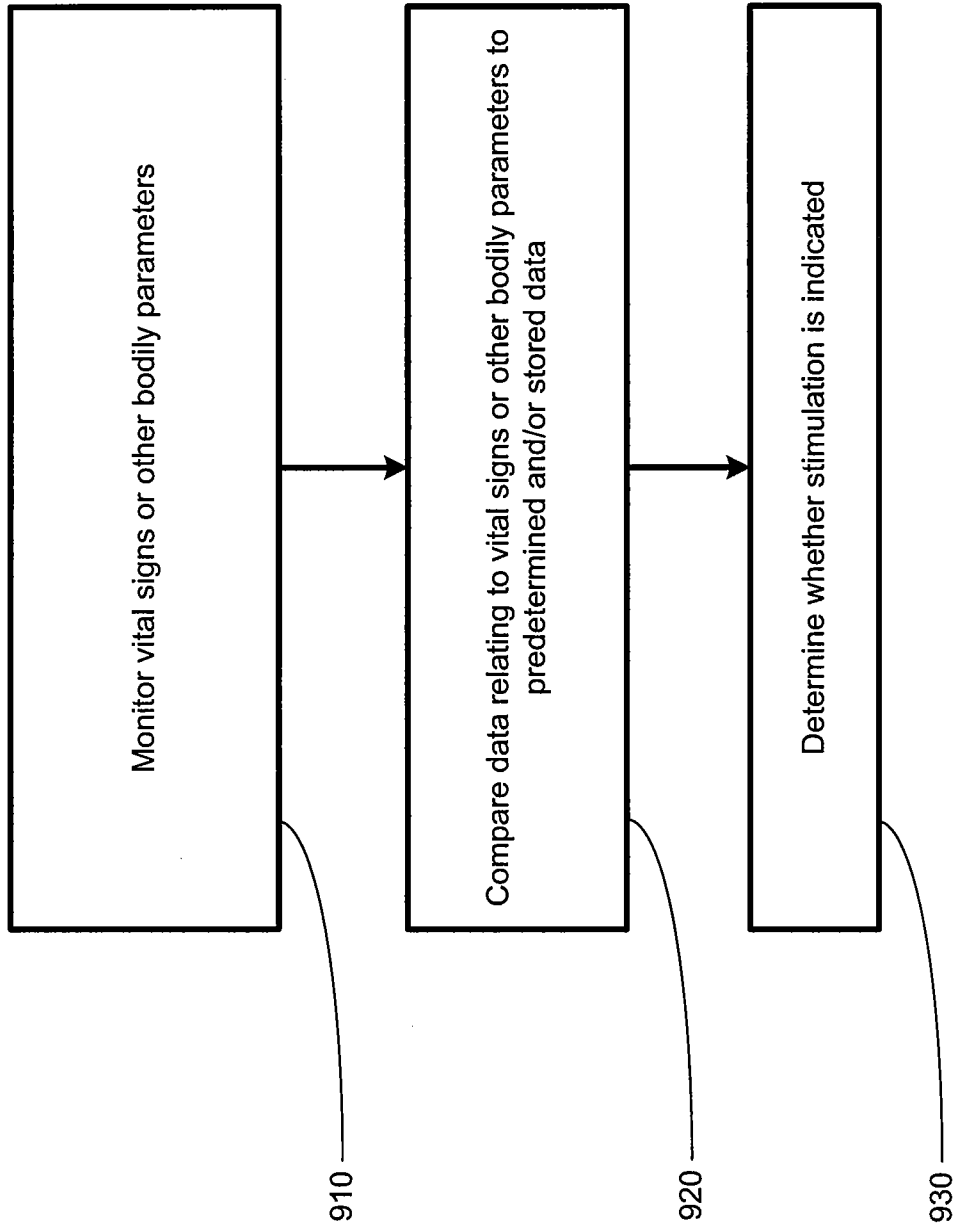 Monitor vital signs or other bodily parameters
910
Compare data relating to vital signs or other bodily parameters to
predetermined and/or stored data
920
Determine whether stimulation is indicated
930